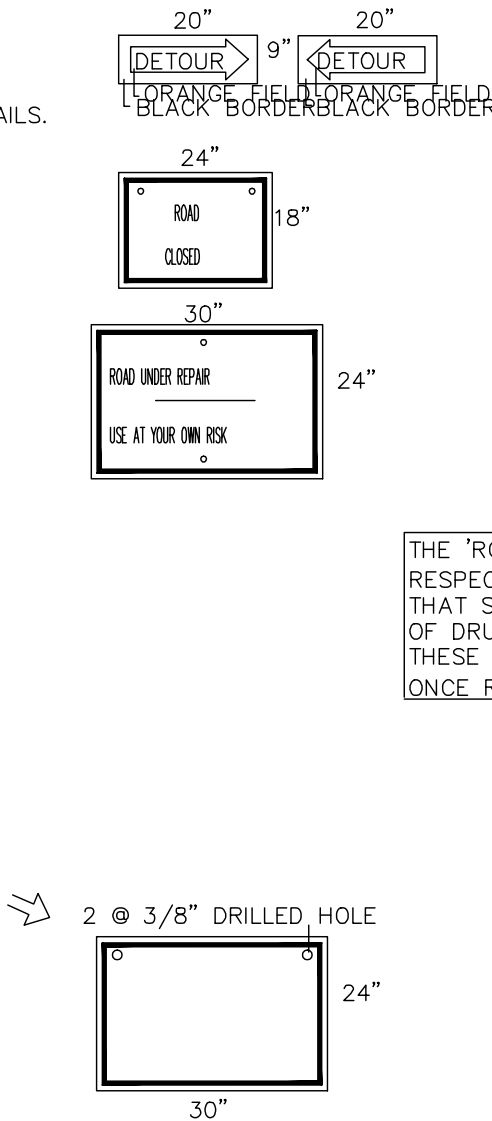 20" 20"
DETOUR 9" DETOUR
ORANGE FIELD ORANGE FIELD
AILS. BLACK BORDER BLACK BORDER
24"
ROAD 18"
CLOSED
30"
ROAD UNDER REPAIR 24"
USE AT YOUR OWN RISK
THE 'RO
RESPEC
THAT S
OF DRU
THESE
ONCE R
2 @ 3/8" DRILLED HOLE
24"
30"